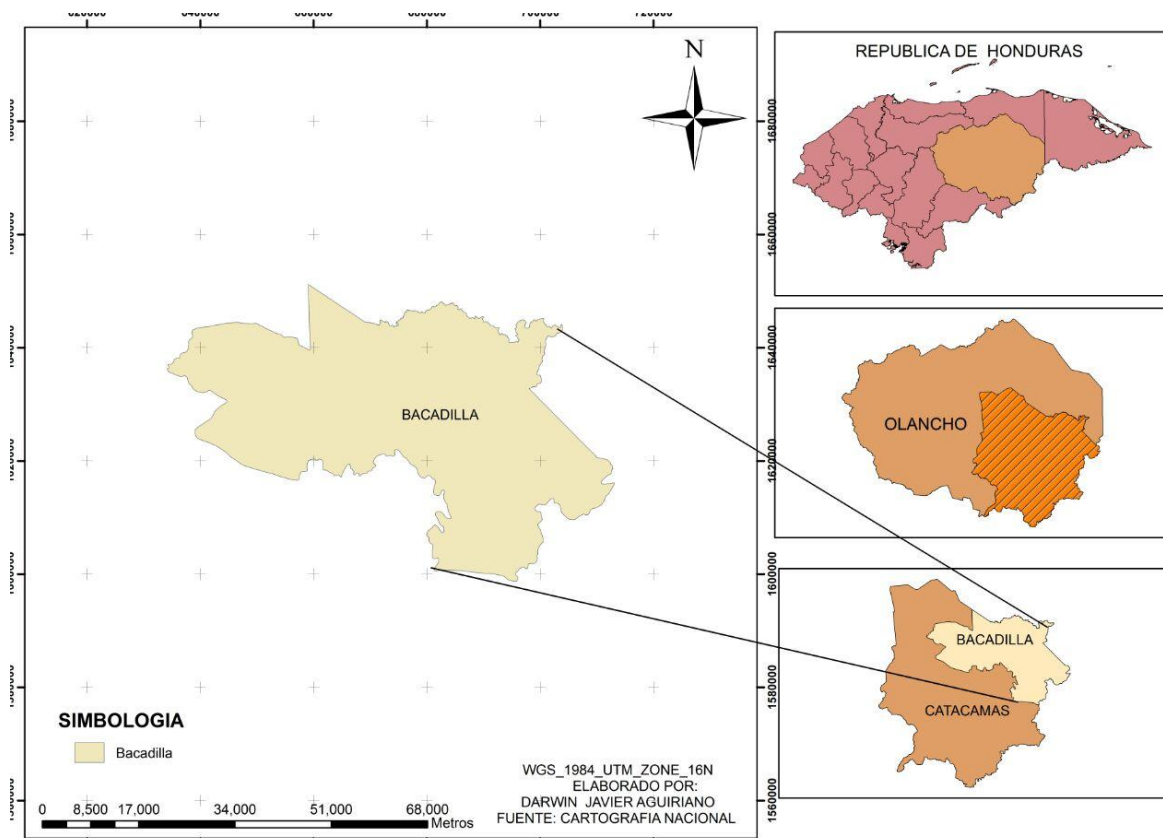 N
BACADILLA
1680000
1660000
1640000
1620000
1600000
1580000
1560000
SIMBOLOGIA
Bacadilla
0 8,500 17,000 34,000 51,000 68,000
Metros
WGS_1984_UTM_ZONE_16N
ELABORADO POR:
DARWIN JAVIER AGUIRIANO
FUENTE: CARTOGRAFIA NACIONAL
REPUBLICA DE HONDURAS
OLANCHO
BACADILLA
CATACAMAS